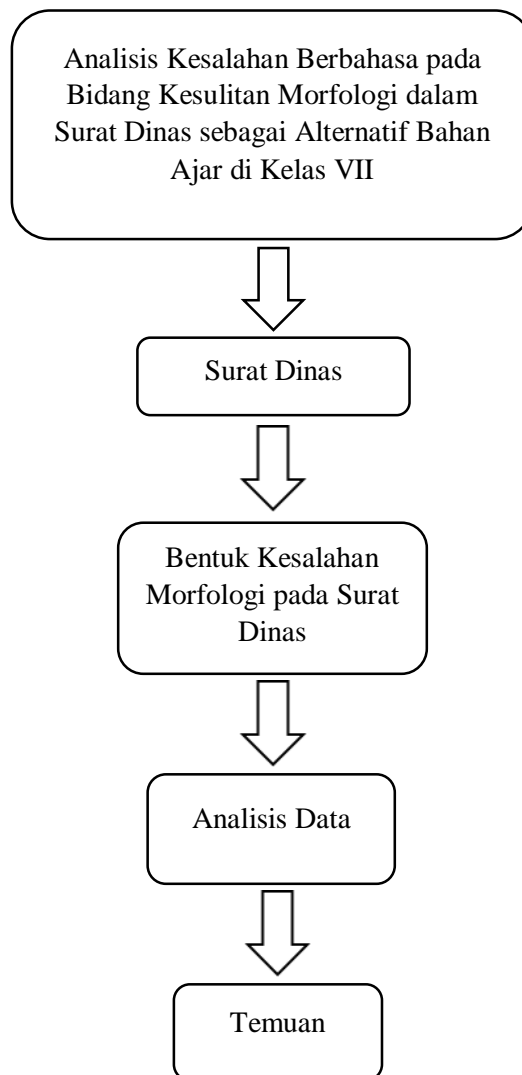 Analisis Kesalahan Berbahasa pada
Bidang Kesulitan Morfologi dalam
Surat Dinas sebagai Alternatif Bahan
Ajar di Kelas VII
Surat Dinas
Bentuk Kesalahan
Morfologi pada Surat
Dinas
Analisis Data
Temuan